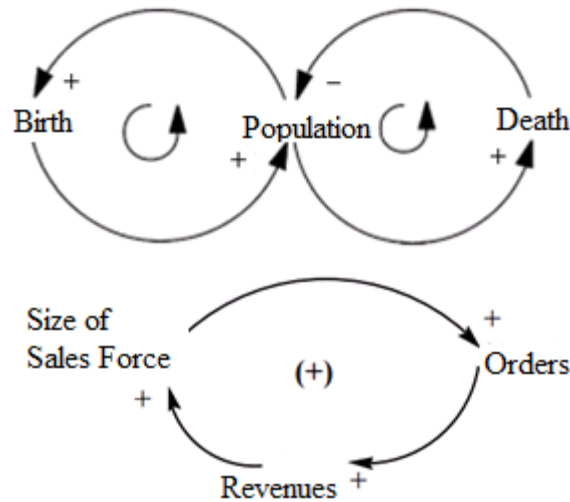 +
−
Birth
Population
Death
+
+
Size of
Sales Force
+
(+)
Orders
+
Revenues
+